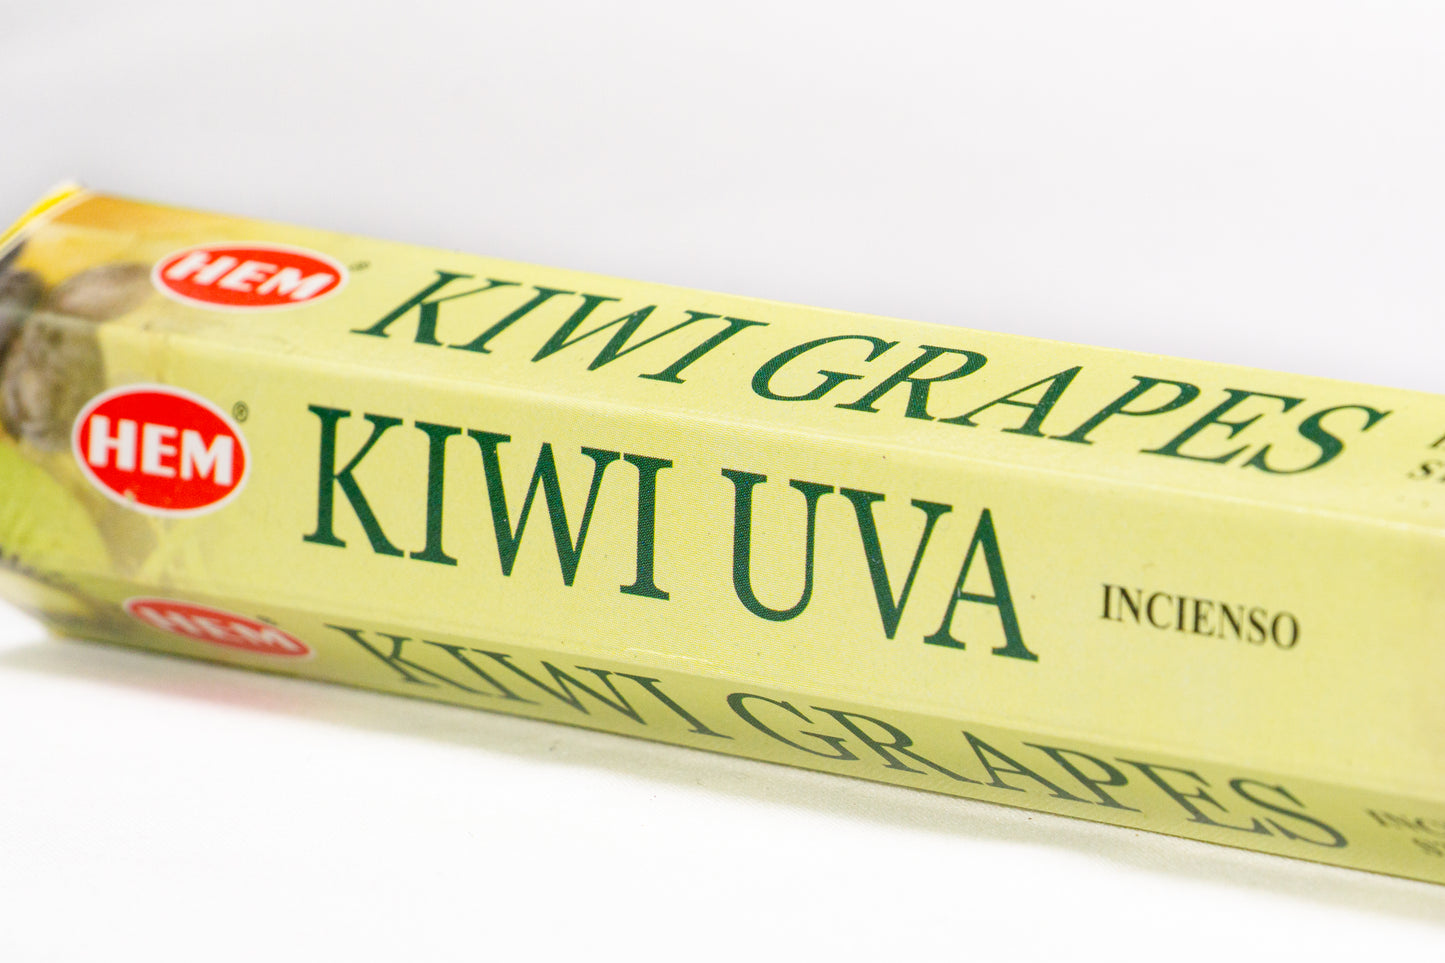 HEM® KIWI GRAPES
HEM® KIWI UVA INCIENSO
HEM KIWI GRAPES